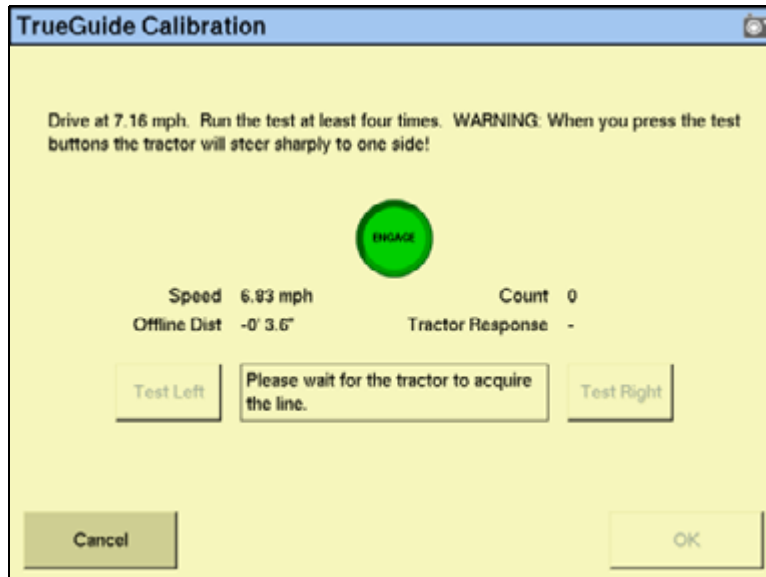 TrueGuide Calibration
Drive at 7.16 mph. Run the test at least four times. WARNING: When you press the test
buttons the tractor will steer sharply to one side!
ENGAGE
Speed 6.83 mph Count 0
Offline Dist -0' 3.6" Tractor Response -
Test Left
Please wait for the tractor to acquire
the line.
Test Right
Cancel
OK